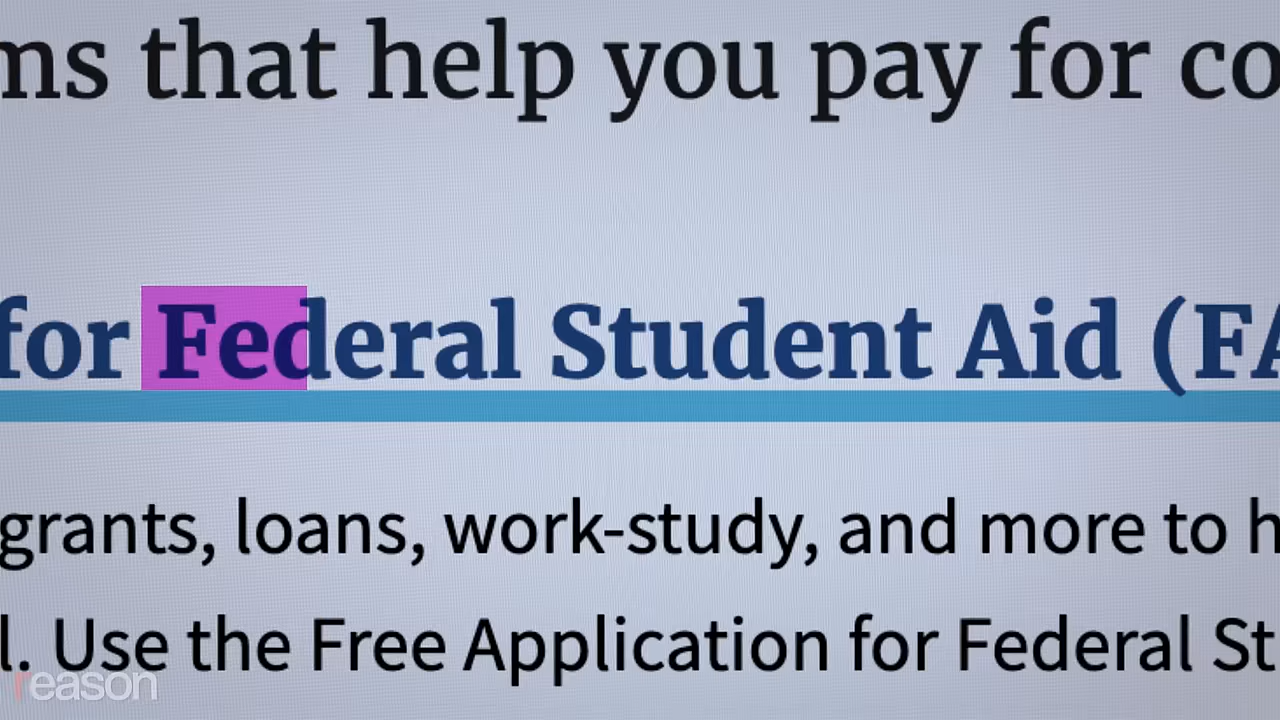 ms that help you pay for co
for Federal Student Aid (FA
grants, loans, work-study, and more to h
l. Use the Free Application for Federal St
reason